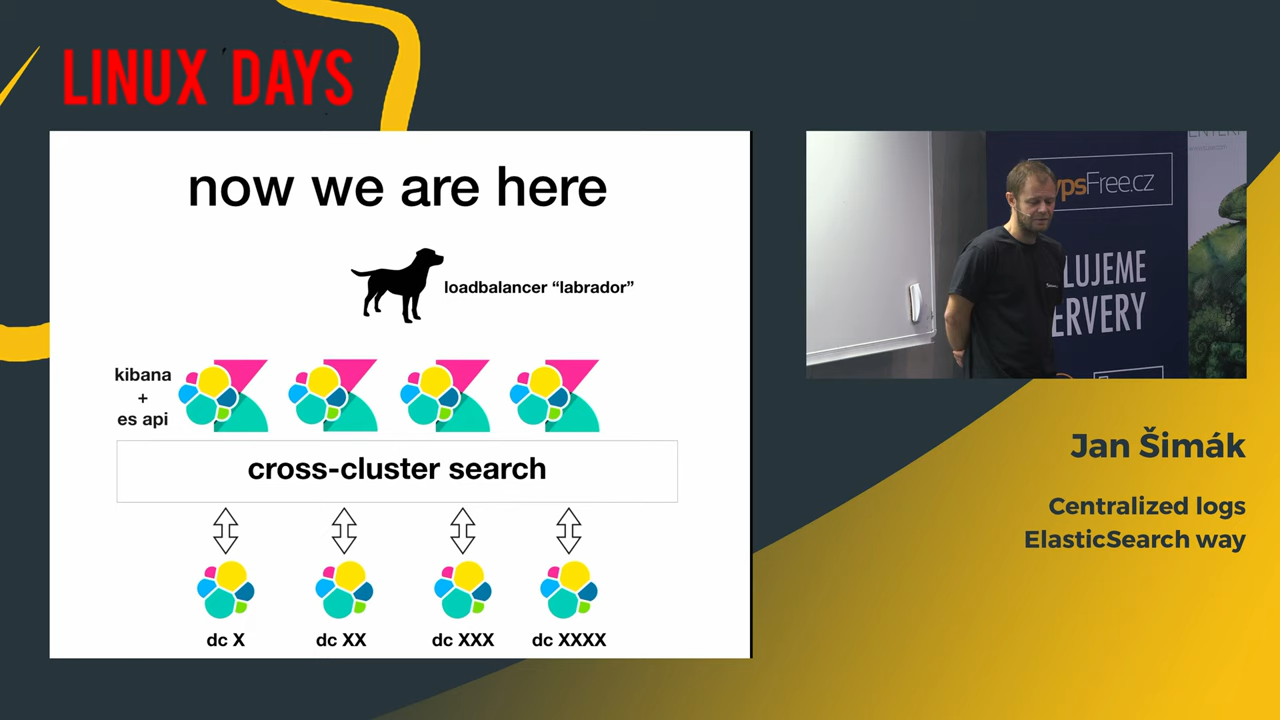 LINUX DAYS
now we are here
loadbalancer “labrador”
kibana
+
es api
cross-cluster search
dc X
dc XX
dc XXX
dc XXXX
vpsFree.cz
LUJEME
ERVERY
Jan Šimák
Centralized logs
ElasticSearch way